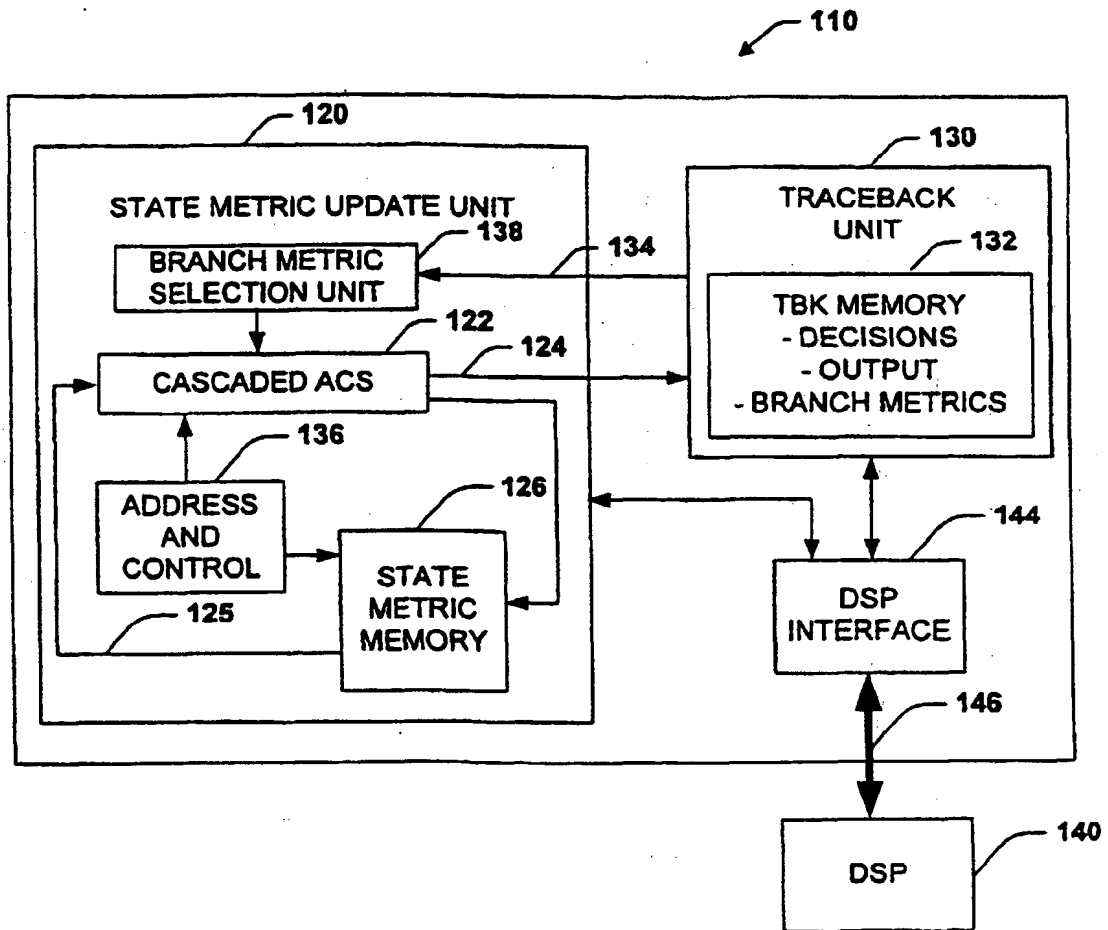 110
120
130
STATE METRIC UPDATE UNIT
TRACEBACK
UNIT
138
134
132
BRANCH METRIC
SELECTION UNIT
TBK MEMORY
- DECISIONS
- OUTPUT
- BRANCH METRICS
122
124
CASCADED ACS
136
126
ADDRESS
AND
CONTROL
144
STATE
METRIC
MEMORY
125
DSP
INTERFACE
146
140
DSP